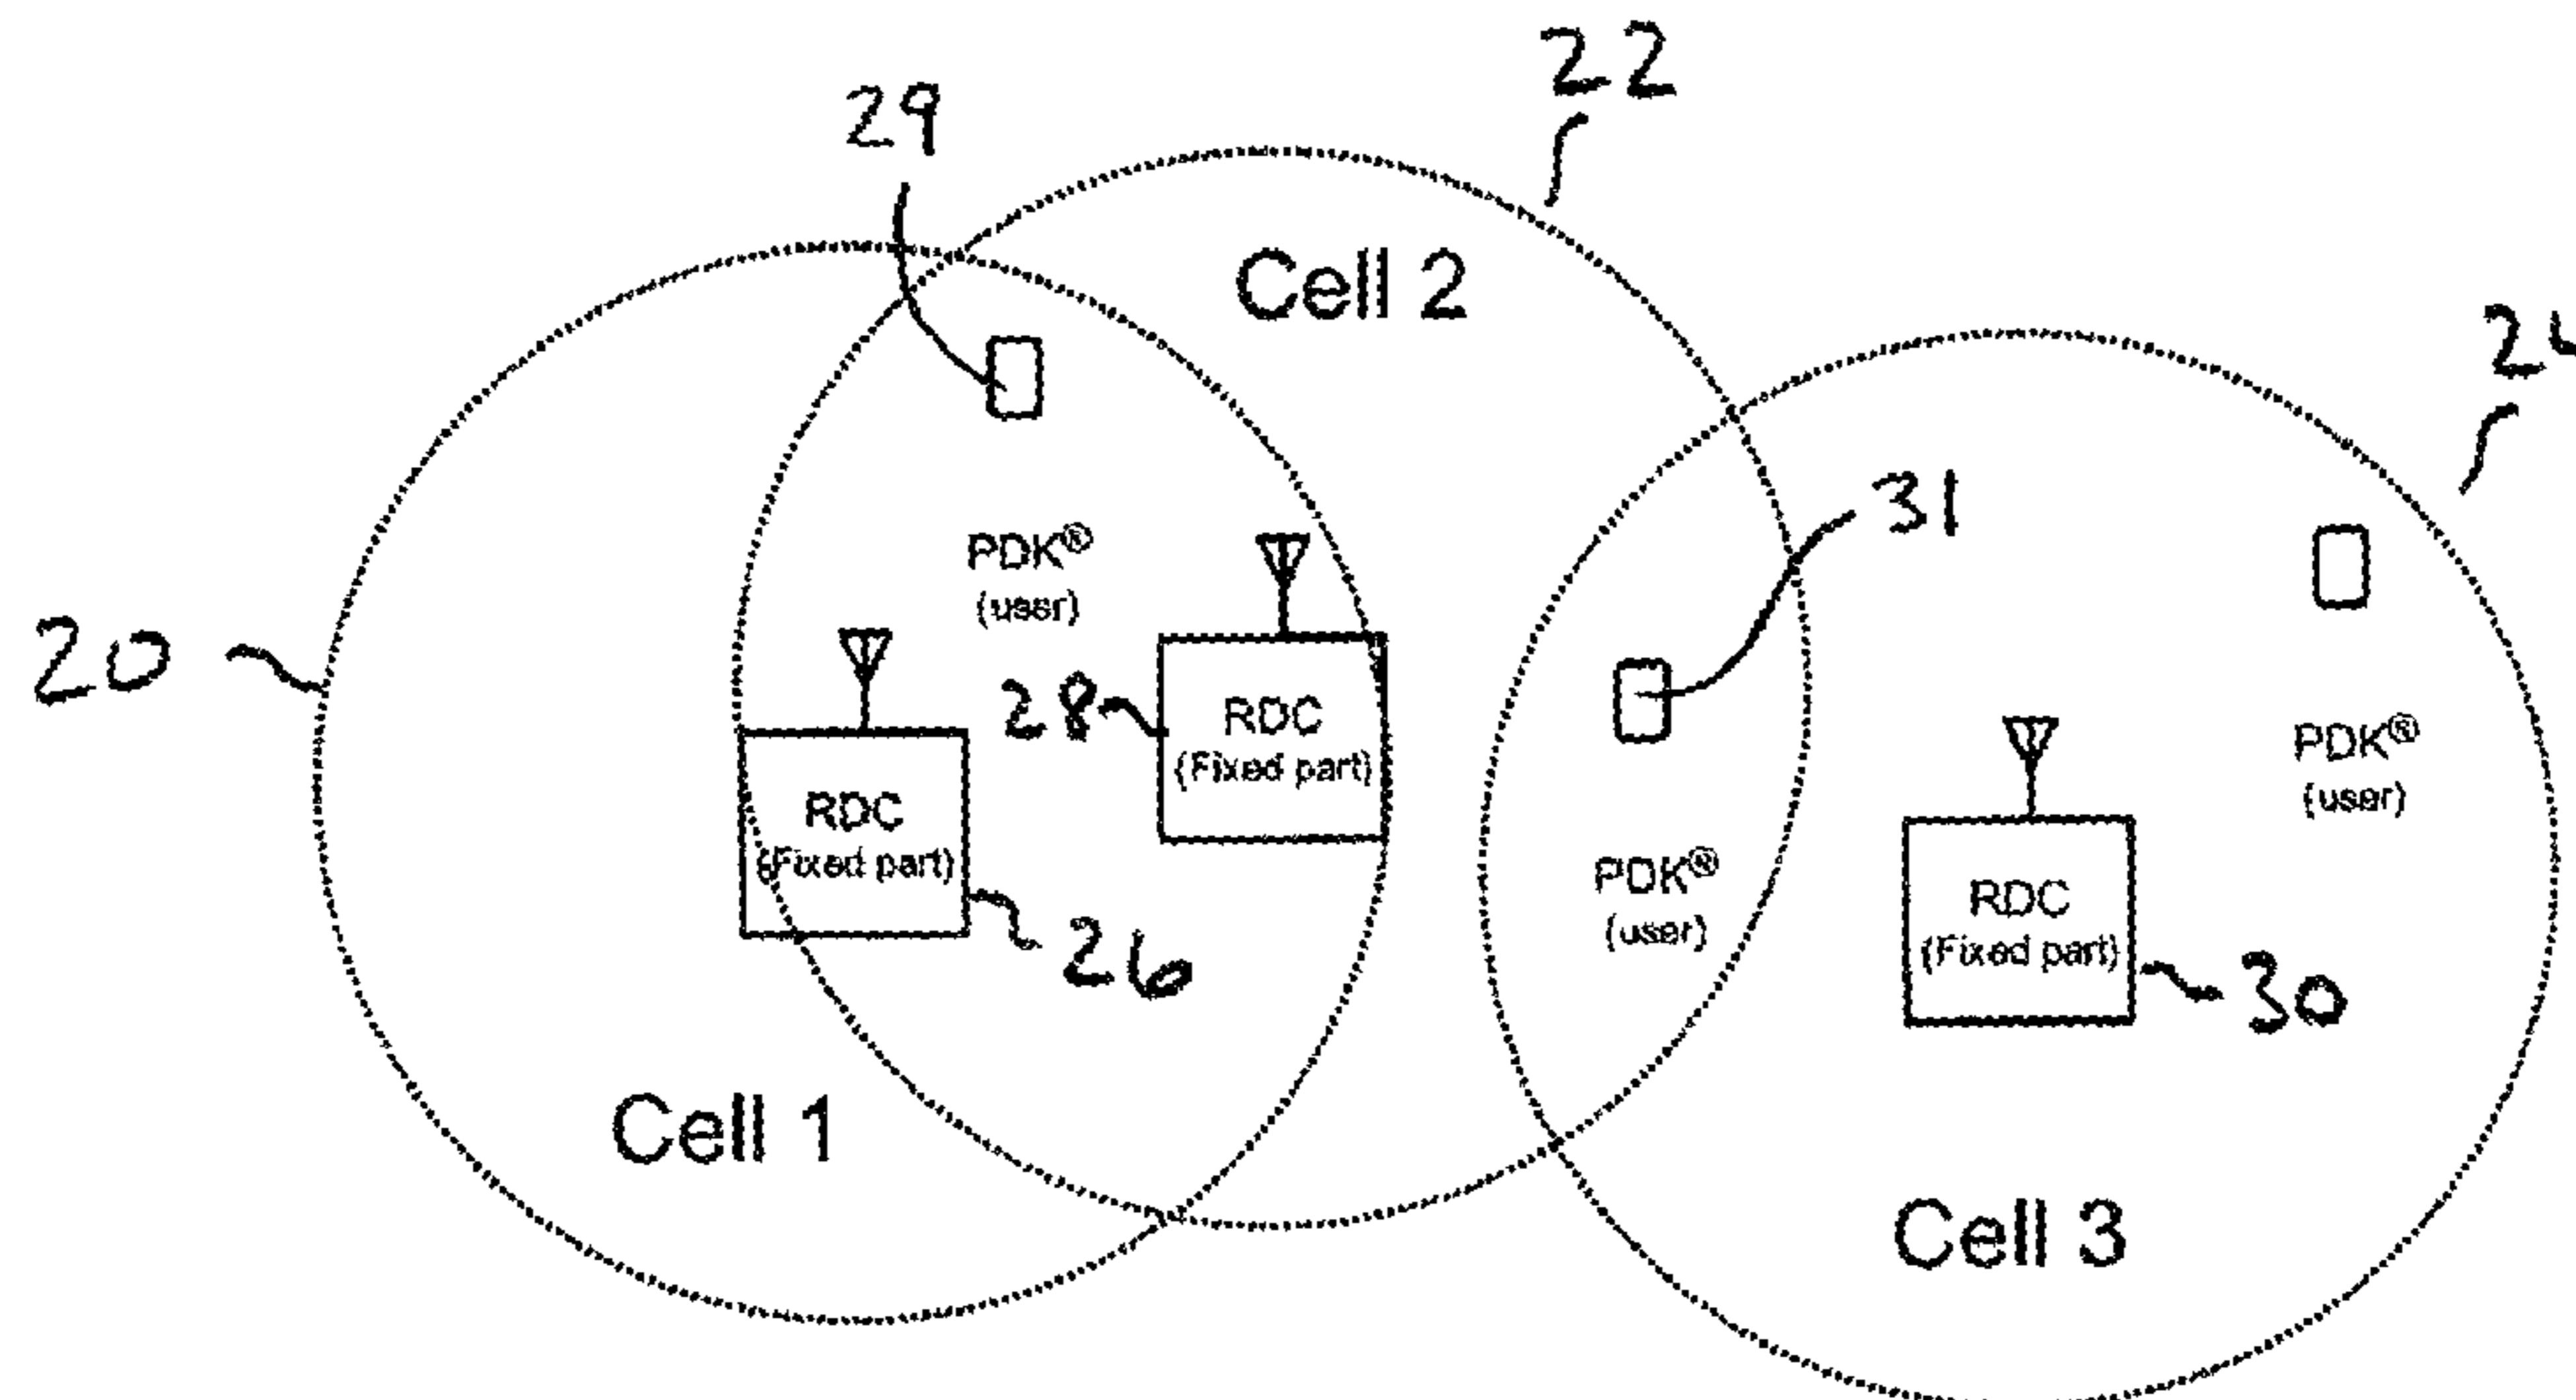 22
29
Cell 2
31
PDK®
(user)
20
28
RDC
(Fixed part)
PDK®
(user)
RDC
(Fixed part)
PDK®
(user)
26
RDC
(Fixed part)
30
Cell 1
Cell 3